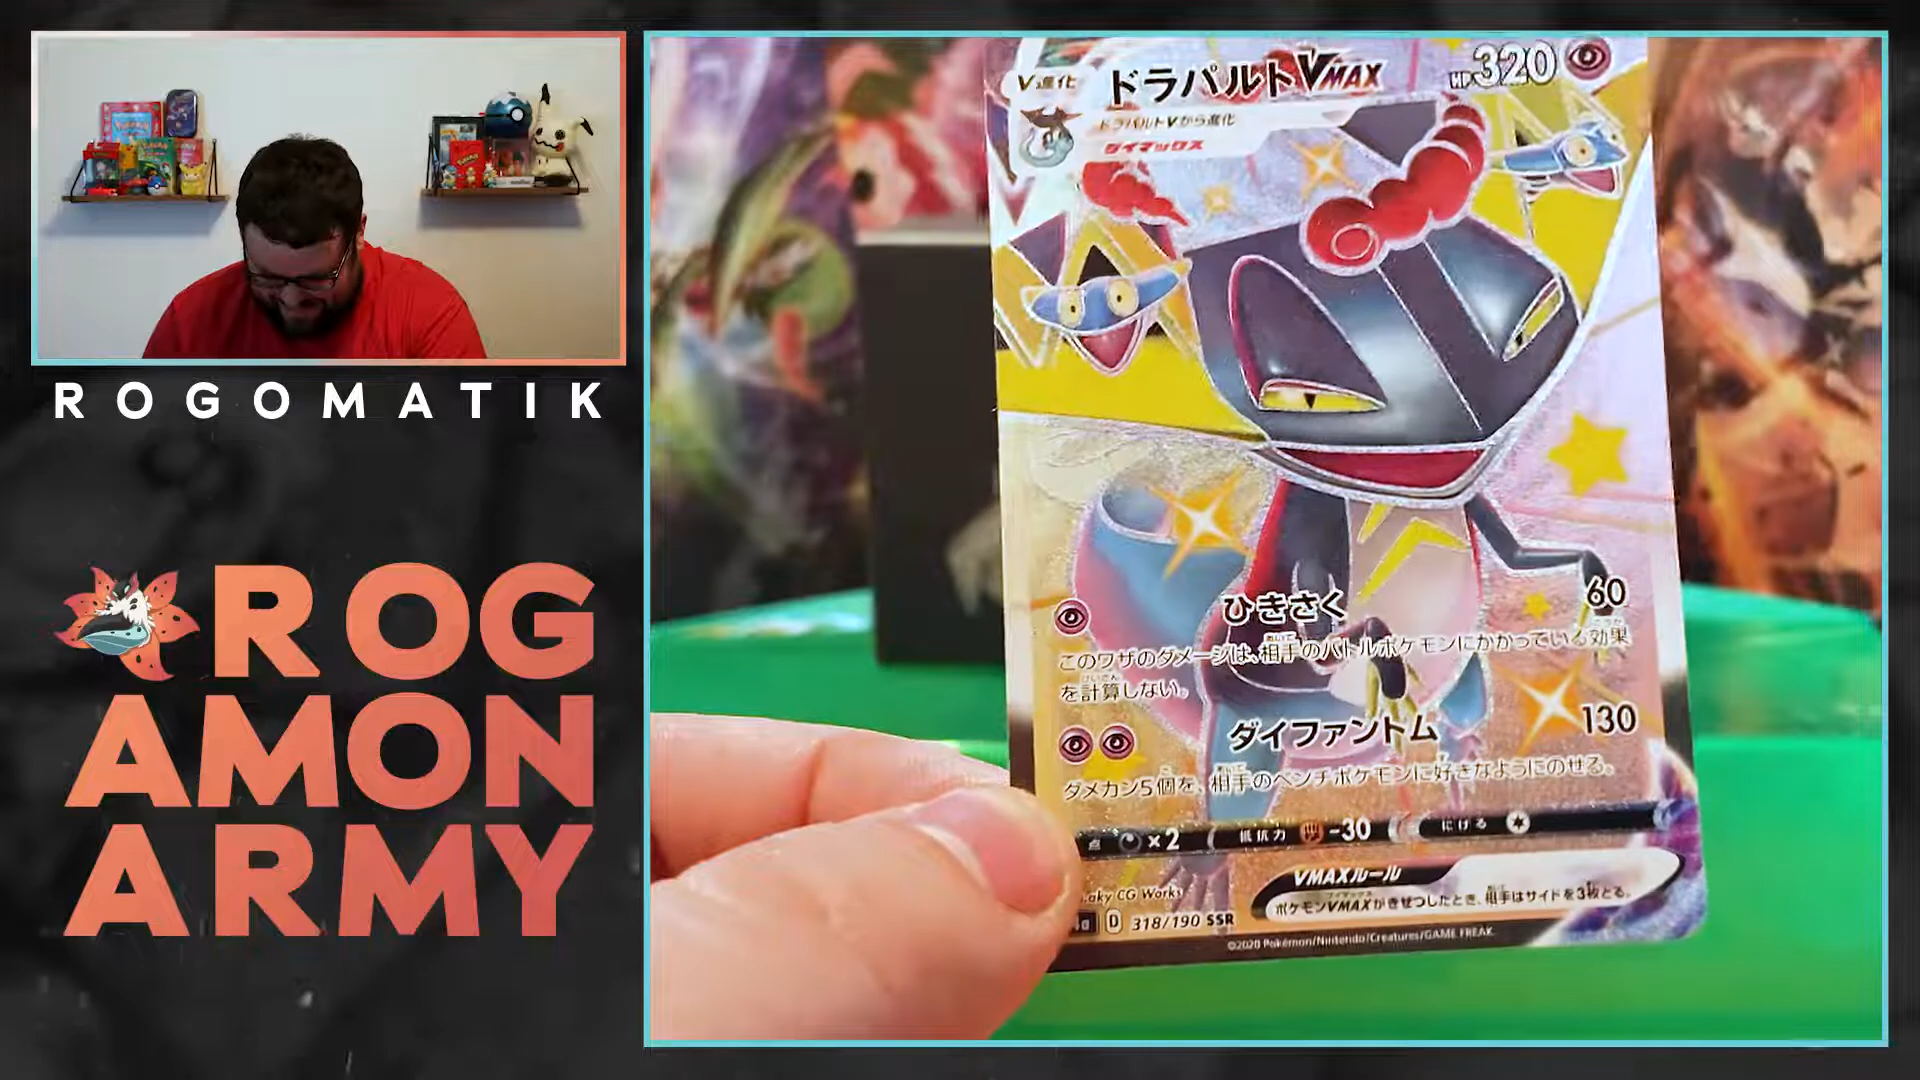 ROGOMATIK
ROG
AMON
ARMY
V進化
ドラパルトVMAX
HP320
ドラパルトVから進化
ダイマックス
ひきさく
60
このワザのダメージは、相手のバトルポケモンにかかっている効果
を計算しない。
ダイファントム
130
ダメカン5個を、相手のベンチポケモンに好きなようにのせる。
点
×2
抵抗力
-30
にげる
VMAXルール
ポケモンVMAXがきぜつしたとき、相手はサイドを3枚とる。
aky CG Works
D
318/190 SSR
©2020 Pokémon/Nintendo/Creatures/GAME FREAK.